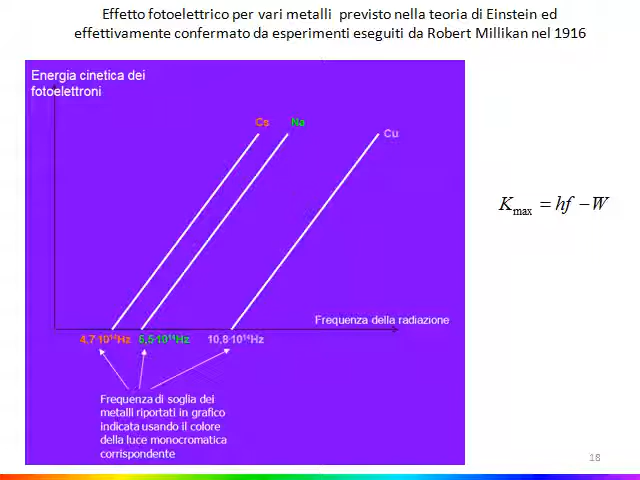 Effetto fotoelettrico per vari metalli previsto nella teoria di Einstein ed
effettivamente confermato da esperimenti eseguiti da Robert Millikan nel 1916
Energia cinetica dei
fotoelettroni
Cs
Na
Cu
K_max = hf − W
Frequenza della radiazione
4,7·10¹⁴Hz 5,5·10¹⁴Hz 10,8·10¹⁴Hz
Frequenza di soglia dei
metalli riportati in grafico
indicata usando il colore
della luce monocromatica
corrispondente
18